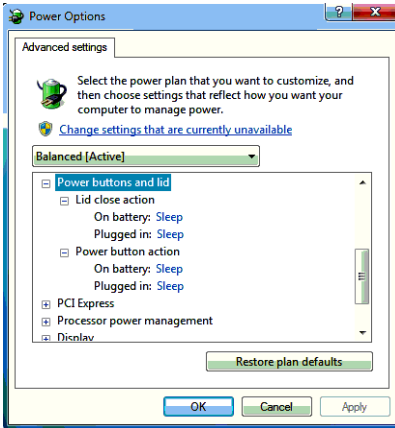 Power Options
Advanced settings
Select the power plan that you want to customize, and
then choose settings that reflect how you want your
computer to manage power.
Change settings that are currently unavailable
Balanced [Active]
Power buttons and lid
Lid close action
On battery: Sleep
Plugged in: Sleep
Power button action
On battery: Sleep
Plugged in: Sleep
PCI Express
Processor power management
Display
Restore plan defaults
OK Cancel Apply